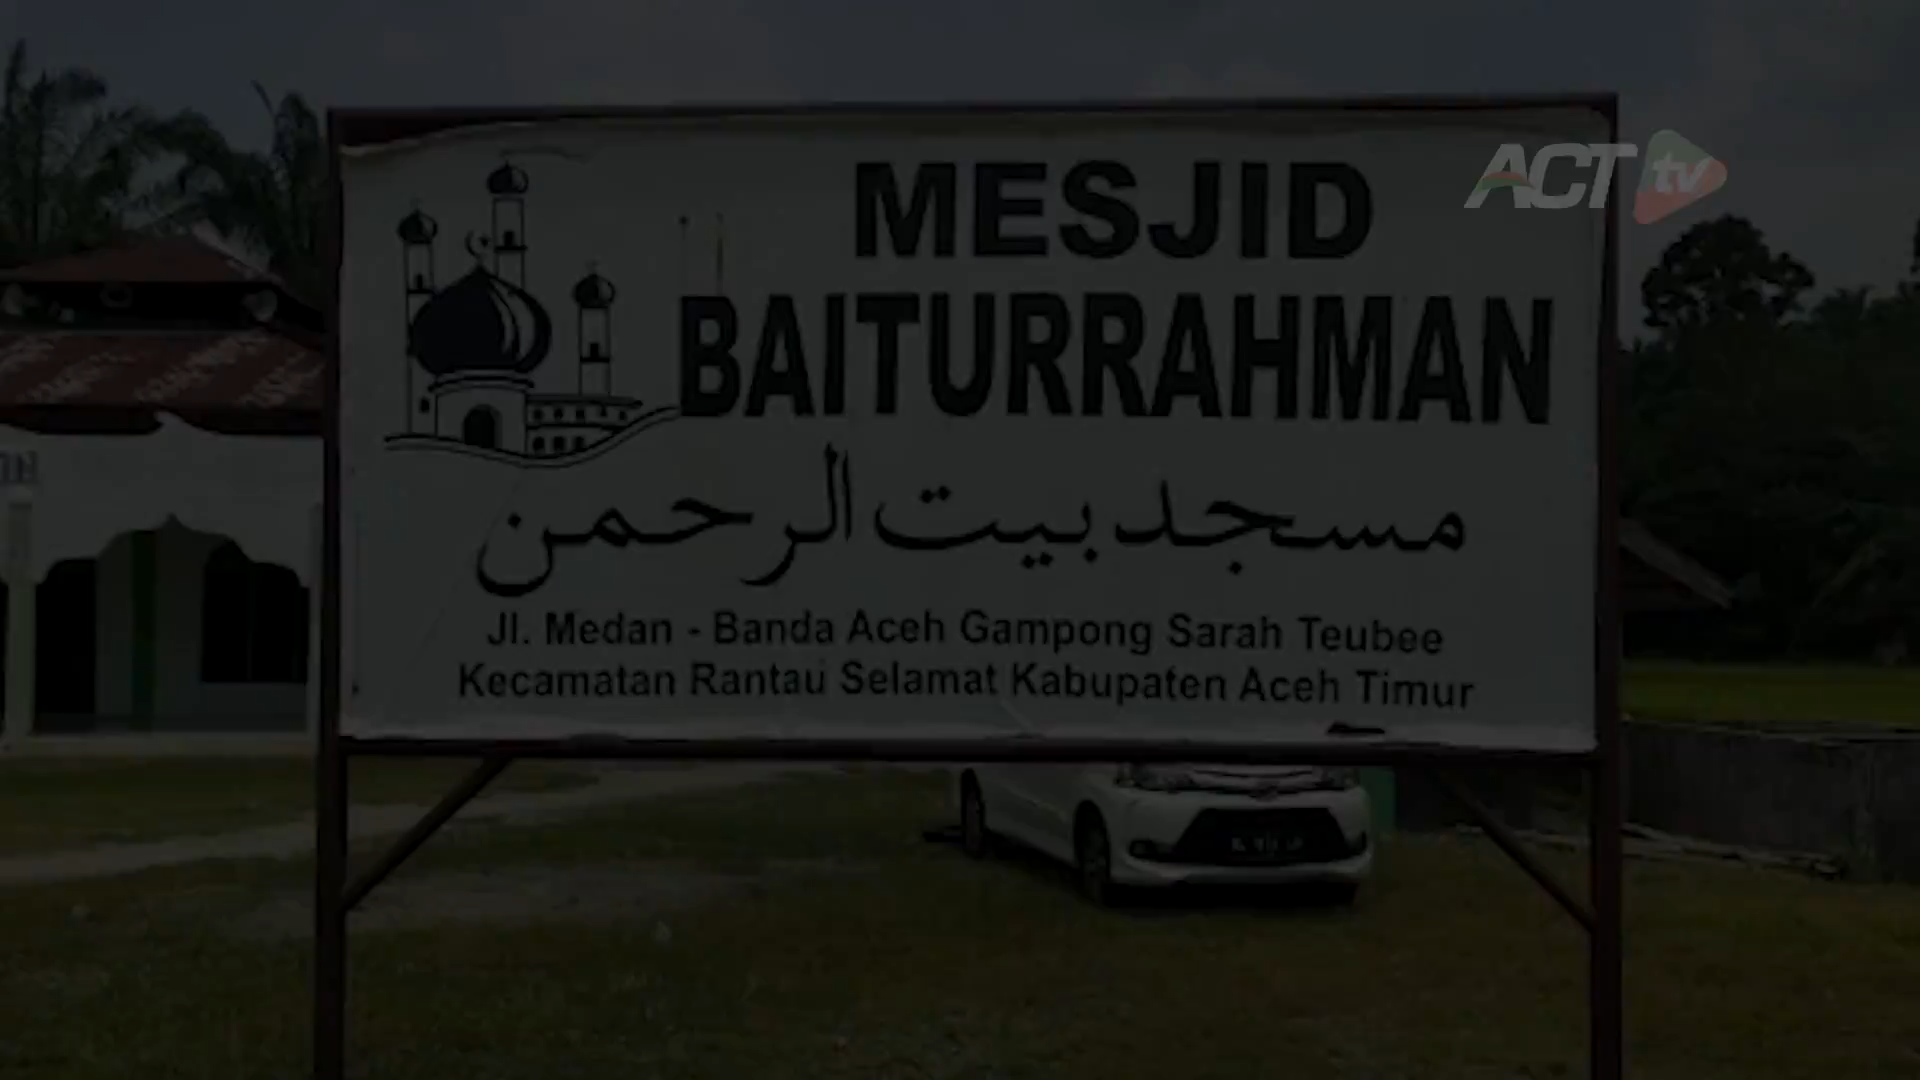 ACT tv
MESJID
BAITURRAHMAN
مسجد بيت الرحمن
Jl. Medan - Banda Aceh Gampong Sarah Teubee
Kecamatan Rantau Selamat Kabupaten Aceh Timur